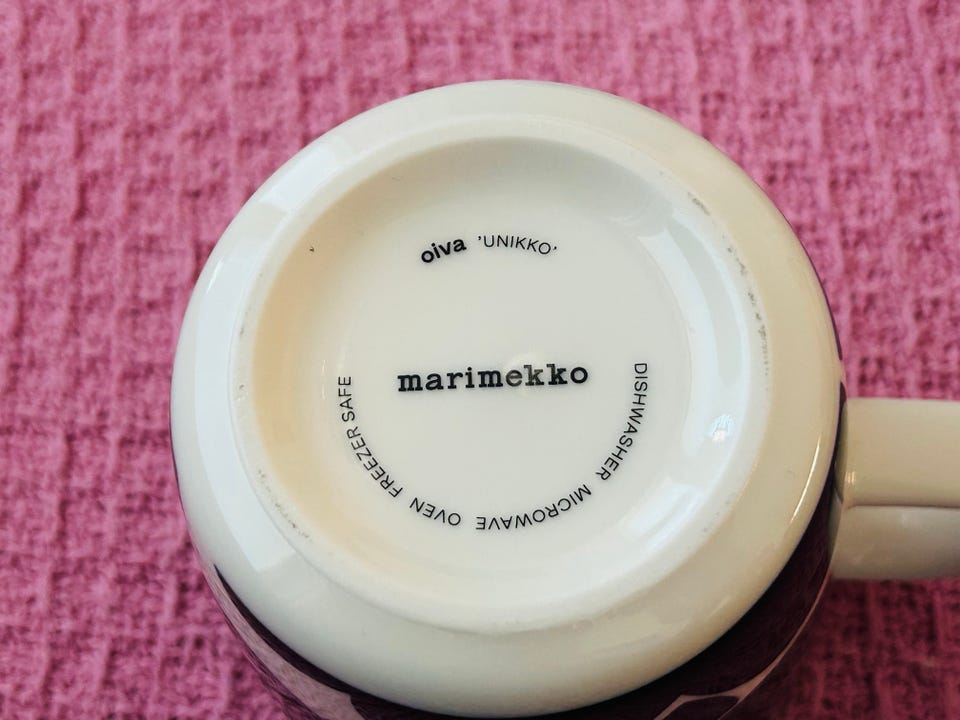 oiva 'UNIKKO'
marimekko
DISHWASHER MICROWAVE OVEN FREEZER SAFE